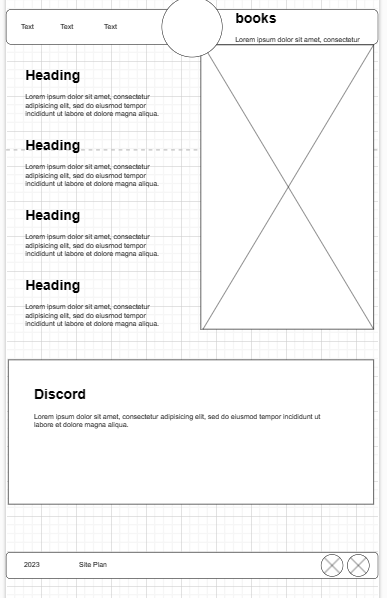 Text Text Text
books
Lorem ipsum dolor sit amet, consectetur
Heading
Lorem ipsum dolor sit amet, consectetur
adipisicing elit, sed do eiusmod tempor
incididunt ut labore et dolore magna aliqua.
Heading
Lorem ipsum dolor sit amet, consectetur
adipisicing elit, sed do eiusmod tempor
incididunt ut labore et dolore magna aliqua.
Heading
Lorem ipsum dolor sit amet, consectetur
adipisicing elit, sed do eiusmod tempor
incididunt ut labore et dolore magna aliqua.
Heading
Lorem ipsum dolor sit amet, consectetur
adipisicing elit, sed do eiusmod tempor
incididunt ut labore et dolore magna aliqua.
Discord
Lorem ipsum dolor sit amet, consectetur adipisicing elit, sed do eiusmod tempor incididunt ut
labore et dolore magna aliqua.
2023 Site Plan